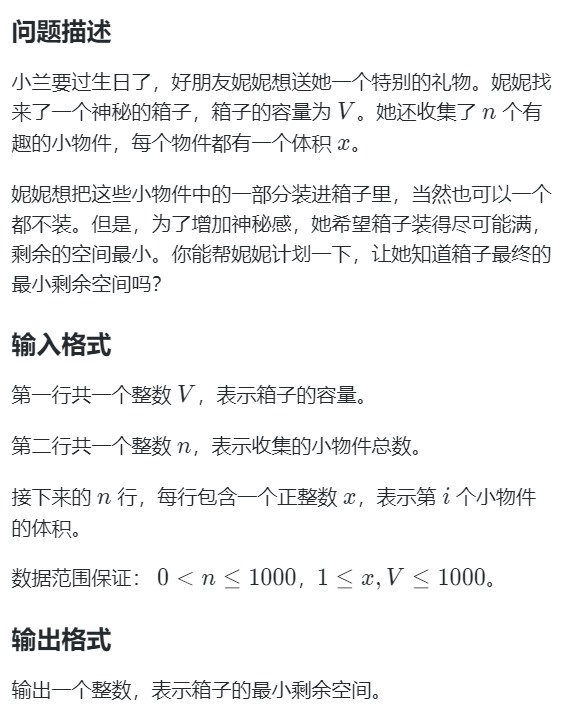 问题描述
小兰要过生日了，好朋友妮妮想送她一个特别的礼物。妮妮找
来了一个神秘的箱子，箱子的容量为 V。她还收集了 n 个有
趣的小物件，每个物件都有一个体积 x。
妮妮想把这些小物件中的一部分装进箱子里，当然也可以一个
都不装。但是，为了增加神秘感，她希望箱子装得尽可能满，
剩余的空间最小。你能帮妮妮计划一下，让她知道箱子最终的
最小剩余空间吗？
输入格式
第一行共一个整数 V，表示箱子的容量。
第二行共一个整数 n，表示收集的小物件总数。
接下来的 n 行，每行包含一个正整数 x，表示第 i 个小物件
的体积。
数据范围保证： 0 < n ≤ 1000，1 ≤ x, V ≤ 1000。
输出格式
输出一个整数，表示箱子的最小剩余空间。